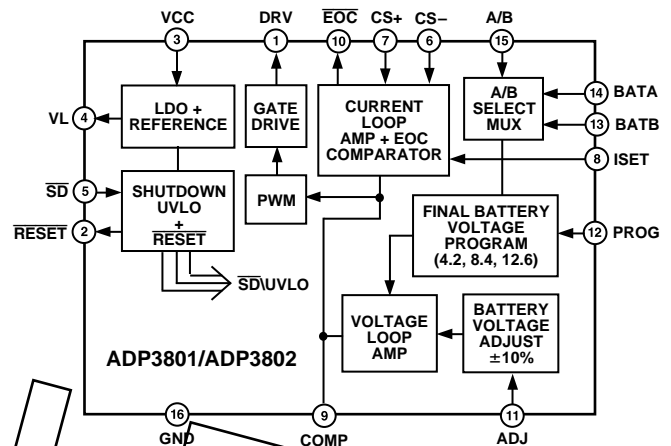 VCC DRV EOC CS+ CS– A/B
3 1 10 7 6 15
VL 4
LDO +
REFERENCE
GATE
DRIVE
CURRENT
LOOP
AMP + EOC
COMPARATOR
A/B
SELECT
MUX
14 BATA
13 BATB
8 ISET
SD 5
RESET 2
SHUTDOWN
UVLO
+
RESET
PWM
FINAL BATTERY
VOLTAGE
PROGRAM
(4.2, 8.4, 12.6)
12 PROG
SD\UVLO
VOLTAGE
LOOP
AMP
BATTERY
VOLTAGE
ADJUST
±10%
ADP3801/ADP3802
16 9 11
GND COMP ADJ